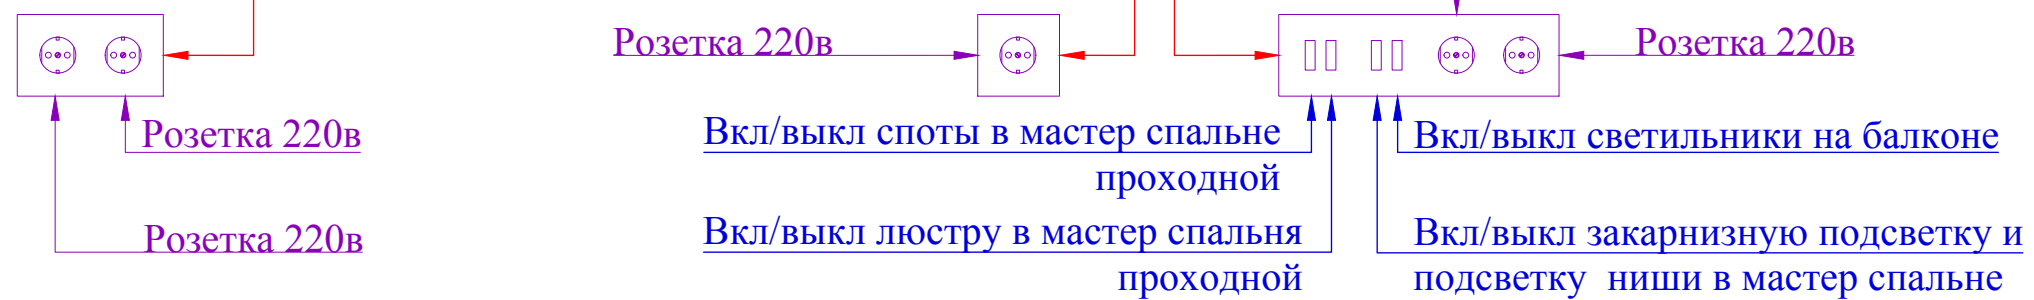 Розетка 220в
Розетка 220в
Розетка 220в
Розетка 220в
Вкл/выкл споты в мастер спальне
проходной
Вкл/выкл люстру в мастер спальня
проходной
Вкл/выкл светильники на балконе
Вкл/выкл закарнизную подсветку и
подсветку  ниши в мастер спальне